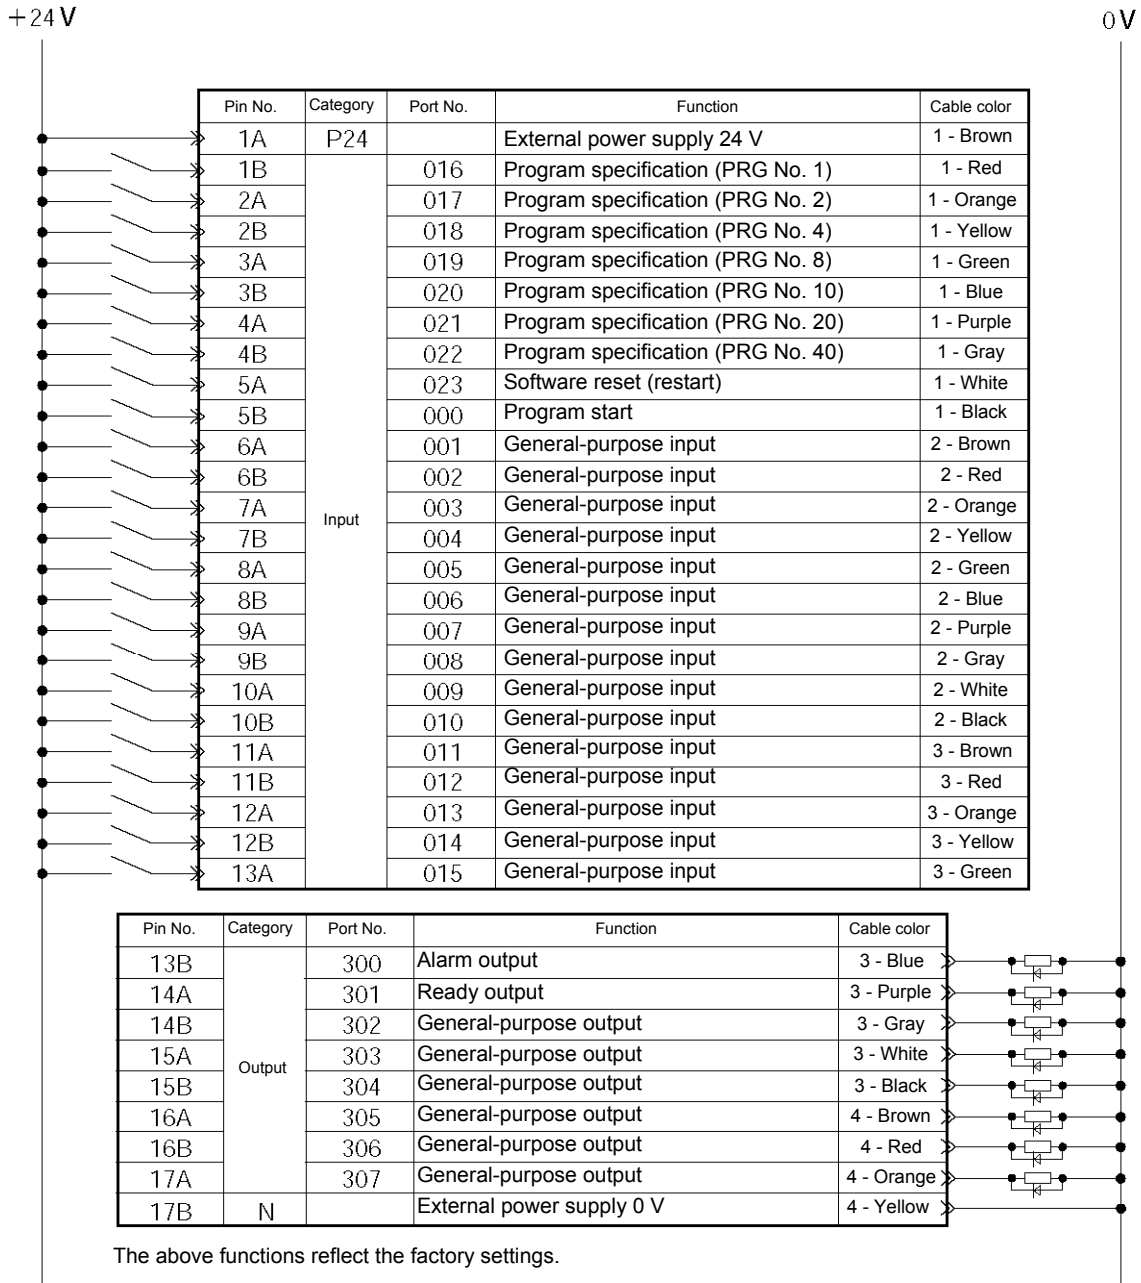 +24V 0V
Pin No. Category Port No. Function Cable color
1A P24 External power supply 24 V 1 - Brown
1B 016 Program specification (PRG No. 1) 1 - Red
2A 017 Program specification (PRG No. 2) 1 - Orange
2B 018 Program specification (PRG No. 4) 1 - Yellow
3A 019 Program specification (PRG No. 8) 1 - Green
3B 020 Program specification (PRG No. 10) 1 - Blue
4A 021 Program specification (PRG No. 20) 1 - Purple
4B 022 Program specification (PRG No. 40) 1 - Gray
5A 023 Software reset (restart) 1 - White
5B 000 Program start 1 - Black
6A 001 General-purpose input 2 - Brown
6B 002 General-purpose input 2 - Red
7A Input 003 General-purpose input 2 - Orange
7B 004 General-purpose input 2 - Yellow
8A 005 General-purpose input 2 - Green
8B 006 General-purpose input 2 - Blue
9A 007 General-purpose input 2 - Purple
9B 008 General-purpose input 2 - Gray
10A 009 General-purpose input 2 - White
10B 010 General-purpose input 2 - Black
11A 011 General-purpose input 3 - Brown
11B 012 General-purpose input 3 - Red
12A 013 General-purpose input 3 - Orange
12B 014 General-purpose input 3 - Yellow
13A 015 General-purpose input 3 - Green
Pin No. Category Port No. Function Cable color
13B 300 Alarm output 3 - Blue
14A 301 Ready output 3 - Purple
14B 302 General-purpose output 3 - Gray
15A Output 303 General-purpose output 3 - White
15B 304 General-purpose output 3 - Black
16A 305 General-purpose output 4 - Brown
16B 306 General-purpose output 4 - Red
17A 307 General-purpose output 4 - Orange
17B N External power supply 0 V 4 - Yellow
The above functions reflect the factory settings.